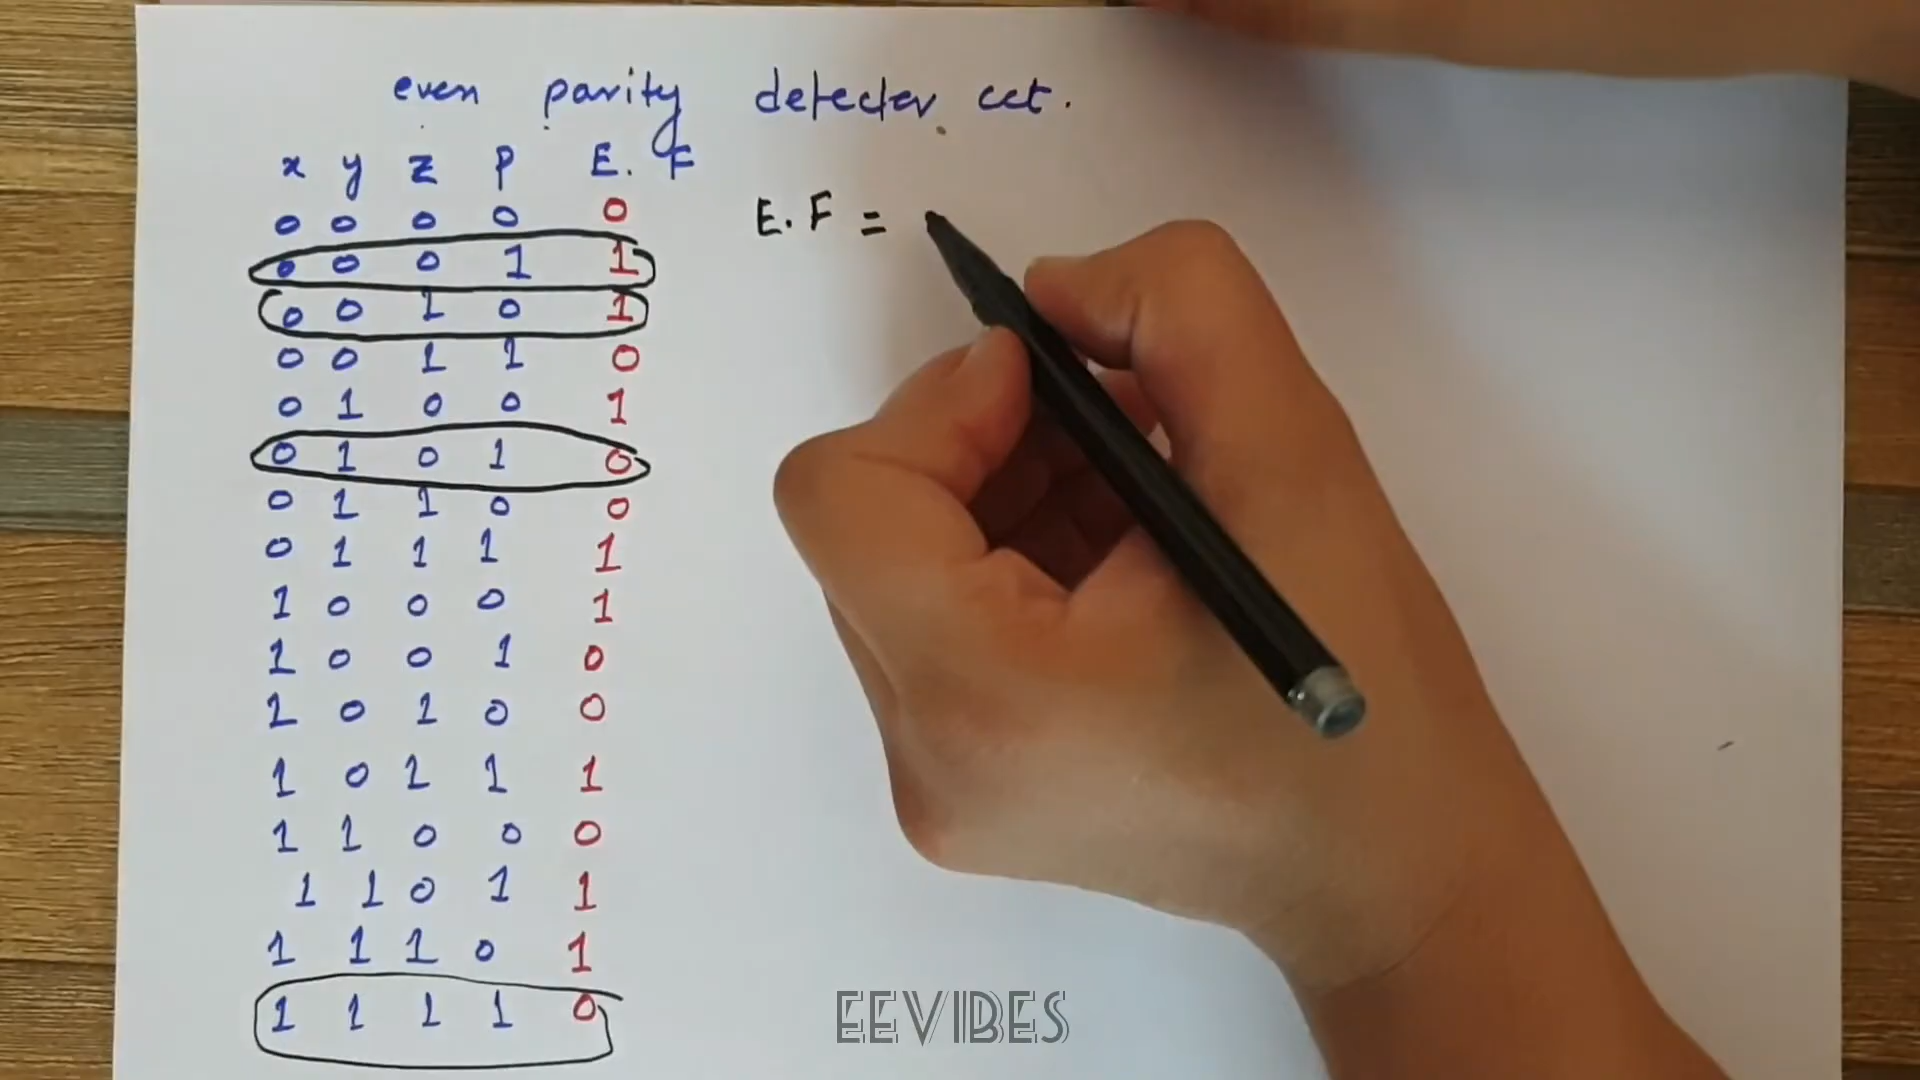 even parity detecter cct.
x y z P E. F
0 0 0 0 0
E. F =
0 0 0 1 1
0 0 1 0 1
0 0 1 1 0
0 1 0 0 1
0 1 0 1 0
0 1 1 0 0
0 1 1 1 1
1 0 0 0 1
1 0 0 1 0
1 0 1 0 0
1 0 1 1 1
1 1 0 0 0
1 1 0 1 1
1 1 1 0 1
1 1 1 1 0
EEVIBES